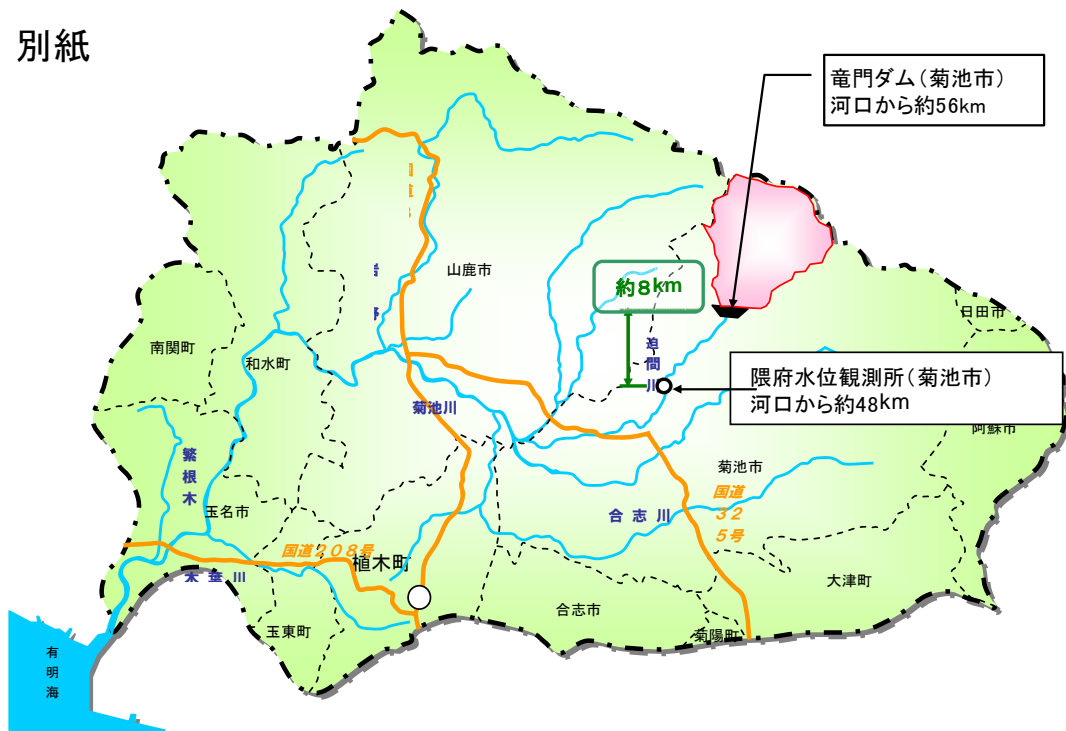 別紙
竜門ダム(菊池市)
河口から約56km
山鹿市
約8km
迫間川
日田市
南関町
和水町
隈府水位観測所(菊池市)
河口から約48km
菊池川
阿蘇市
繁根木
菊池市
玉名市
国道
32
5号
合志川
国道208号
植木町
木葉川
大津町
合志市
玉東町
菊陽町
有明海